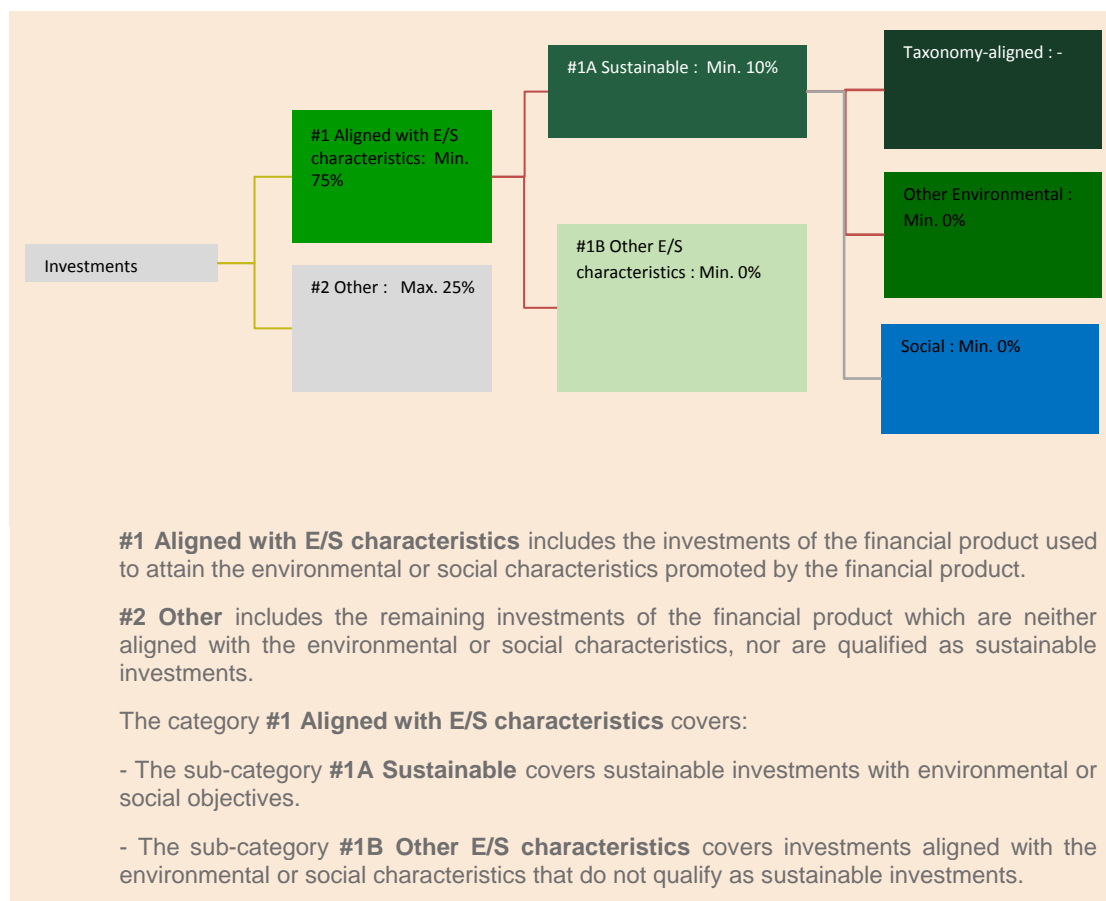 Investments
#1 Aligned with E/S
characteristics: Min.
75%
#2 Other : Max. 25%
#1A Sustainable : Min. 10%
#1B Other E/S
characteristics : Min. 0%
Taxonomy-aligned : -
Other Environmental :
Min. 0%
Social : Min. 0%
#1 Aligned with E/S characteristics includes the investments of the financial product used
to attain the environmental or social characteristics promoted by the financial product.
#2 Other includes the remaining investments of the financial product which are neither
aligned with the environmental or social characteristics, nor are qualified as sustainable
investments.
The category #1 Aligned with E/S characteristics covers:
- The sub-category #1A Sustainable covers sustainable investments with environmental or
social objectives.
- The sub-category #1B Other E/S characteristics covers investments aligned with the
environmental or social characteristics that do not qualify as sustainable investments.